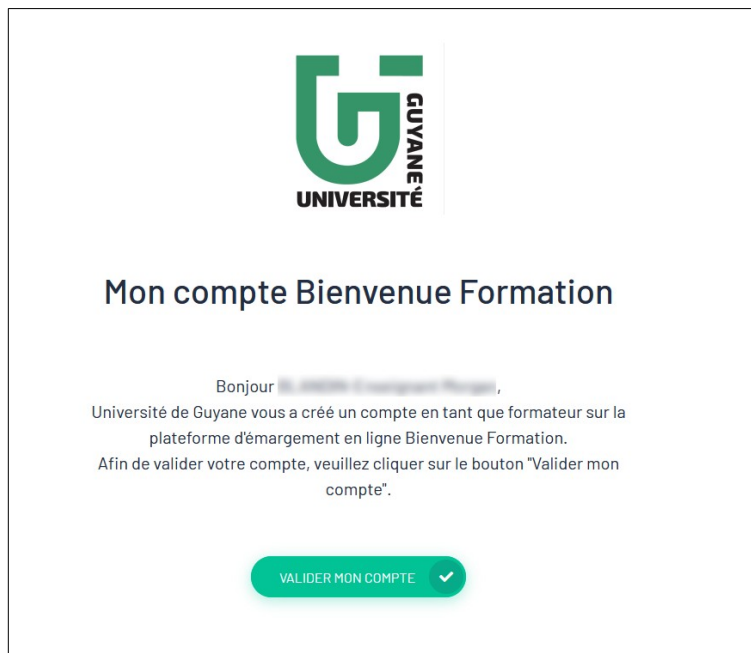 GUYANE
UNIVERSITÉ
Mon compte Bienvenue Formation
Bonjour ,
Université de Guyane vous a créé un compte en tant que formateur sur la
plateforme d'émargement en ligne Bienvenue Formation.
Afin de valider votre compte, veuillez cliquer sur le bouton "Valider mon
compte".
VALIDER MON COMPTE